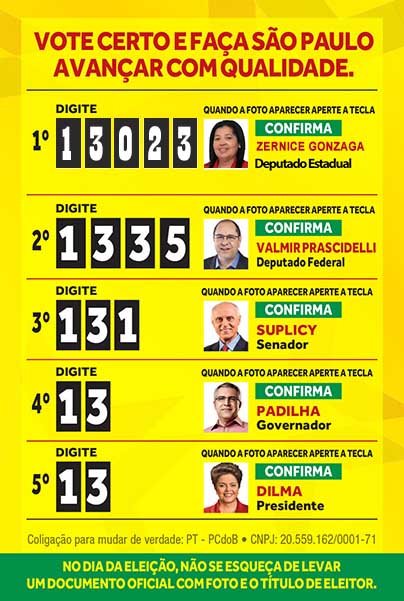 VOTE CERTO E FAÇA SÃO PAULO
AVANÇAR COM QUALIDADE.
DIGITE
QUANDO A FOTO APARECER APERTE A TECLA
1º 13023
CONFIRMA
ZERNICE GONZAGA
Deputado Estadual
DIGITE
QUANDO A FOTO APARECER APERTE A TECLA
2º 1335
CONFIRMA
VALMIR PRASCIDELLI
Deputado Federal
DIGITE
QUANDO A FOTO APARECER APERTE A TECLA
3º 131
CONFIRMA
SUPLICY
Senador
DIGITE
QUANDO A FOTO APARECER APERTE A TECLA
4º 13
CONFIRMA
PADILHA
Governador
DIGITE
QUANDO A FOTO APARECER APERTE A TECLA
5º 13
CONFIRMA
DILMA
Presidente
Coligação para mudar de verdade: PT - PCdoB • CNPJ: 20.559.162/0001-71
NO DIA DA ELEIÇÃO, NÃO SE ESQUEÇA DE LEVAR
UM DOCUMENTO OFICIAL COM FOTO E O TÍTULO DE ELEITOR.